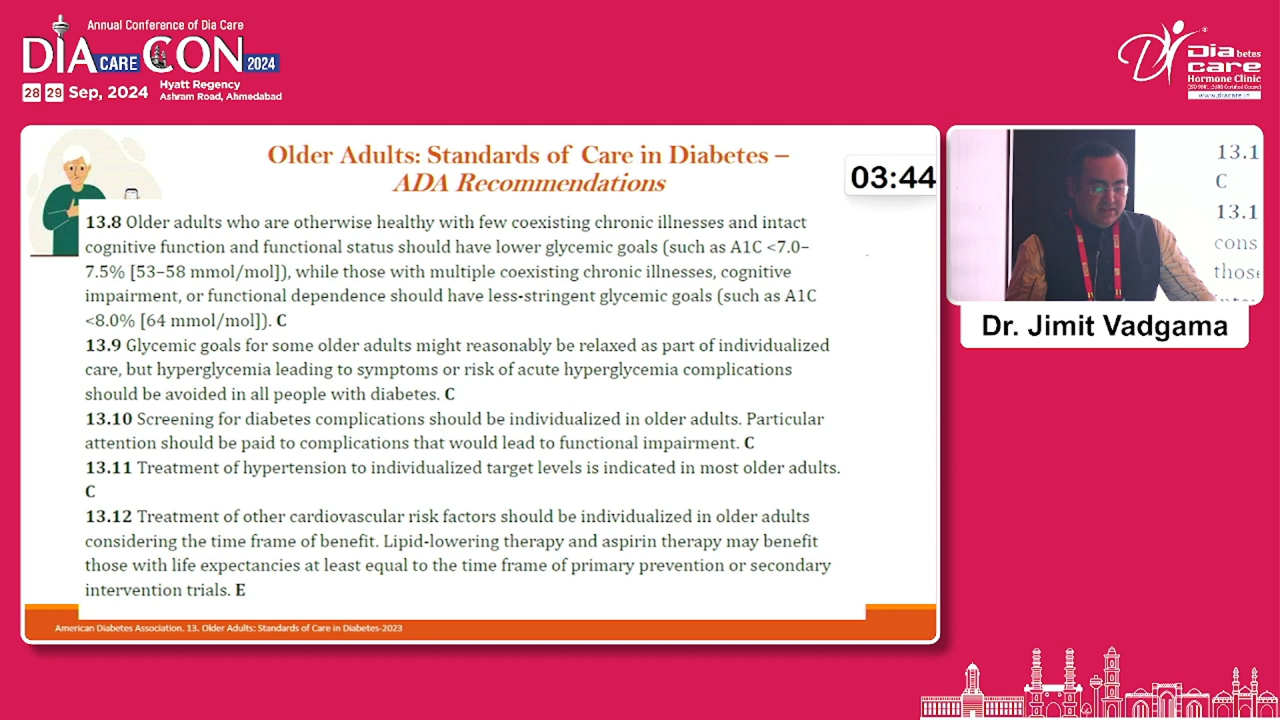 Annual Conference of Dia Care
DIA CARE CON 2024
28 29 Sep, 2024
Hyatt Regency
Ashram Road, Ahmedabad
Diabetes
care
Hormone Clinic
www.diacare.in
Older Adults: Standards of Care in Diabetes –
ADA Recommendations
03:44
13.8 Older adults who are otherwise healthy with few coexisting chronic illnesses and intact
cognitive function and functional status should have lower glycemic goals (such as A1C <7.0–
7.5% [53–58 mmol/mol]), while those with multiple coexisting chronic illnesses, cognitive
impairment, or functional dependence should have less-stringent glycemic goals (such as A1C
<8.0% [64 mmol/mol]). C
13.9 Glycemic goals for some older adults might reasonably be relaxed as part of individualized
care, but hyperglycemia leading to symptoms or risk of acute hyperglycemia complications
should be avoided in all people with diabetes. C
13.10 Screening for diabetes complications should be individualized in older adults. Particular
attention should be paid to complications that would lead to functional impairment. C
13.11 Treatment of hypertension to individualized target levels is indicated in most older adults.
C
13.12 Treatment of other cardiovascular risk factors should be individualized in older adults
considering the time frame of benefit. Lipid-lowering therapy and aspirin therapy may benefit
those with life expectancies at least equal to the time frame of primary prevention or secondary
intervention trials. E
American Diabetes Association. 13. Older Adults: Standards of Care in Diabetes-2023
13.1
C
13.1
cons
those
Dr. Jimit Vadgama